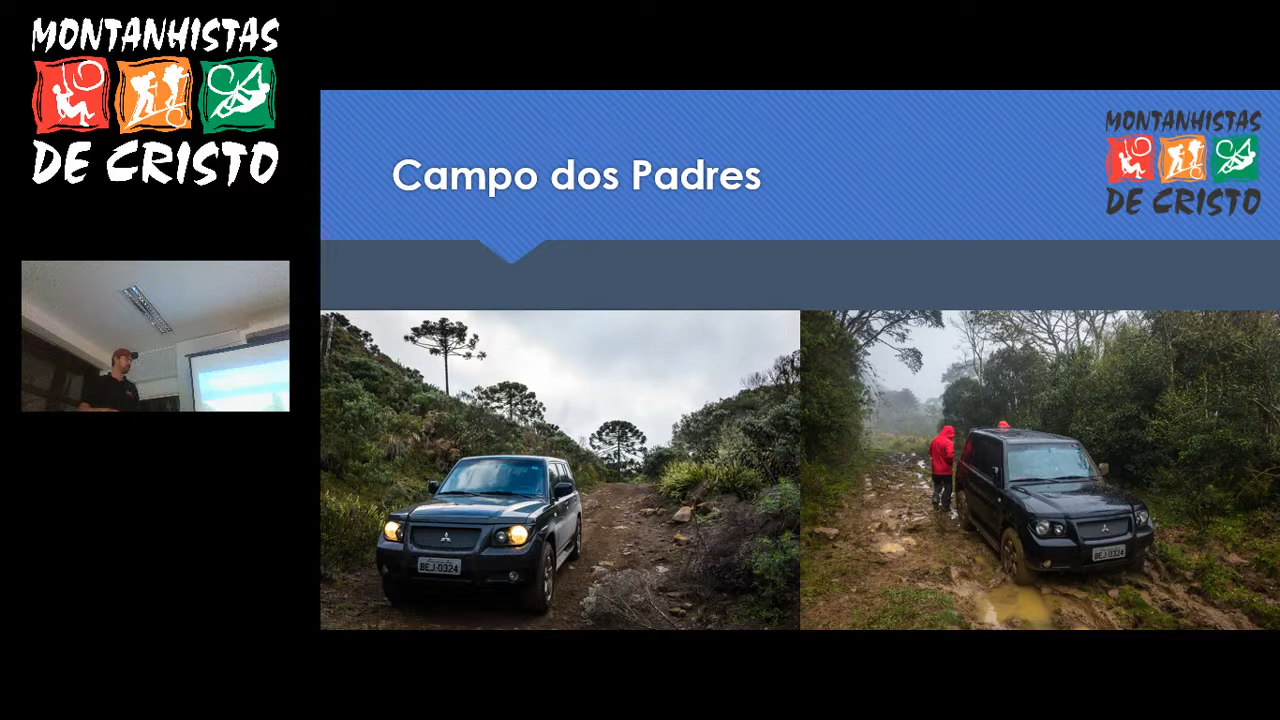 MONTANHISTAS
DE CRISTO
Campo dos Padres
MONTANHISTAS
DE CRISTO
BEJ-0324
BEJ-0324